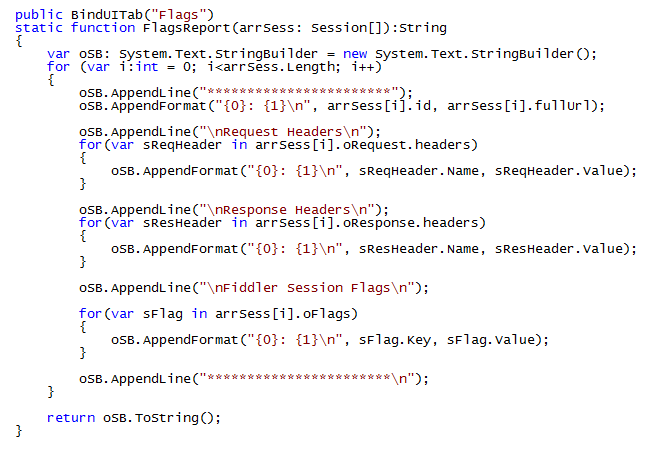 public BindUITab("Flags")
static function FlagsReport(arrSess: Session[]):String
{
    var oSB: System.Text.StringBuilder = new System.Text.StringBuilder();
    for (var i:int = 0; i<arrSess.Length; i++)
    {
        oSB.AppendLine("***********************");
        oSB.AppendFormat("{0}: {1}\n", arrSess[i].id, arrSess[i].fullUrl);

        oSB.AppendLine("\nRequest Headers\n");
        for(var sReqHeader in arrSess[i].oRequest.headers)
        {
            oSB.AppendFormat("{0}: {1}\n", sReqHeader.Name, sReqHeader.Value);
        }

        oSB.AppendLine("\nResponse Headers\n");
        for(var sResHeader in arrSess[i].oResponse.headers)
        {
            oSB.AppendFormat("{0}: {1}\n", sResHeader.Name, sResHeader.Value);
        }

        oSB.AppendLine("\nFiddler Session Flags\n");

        for(var sFlag in arrSess[i].oFlags)
        {
            oSB.AppendFormat("{0}: {1}\n", sFlag.Key, sFlag.Value);
        }

        oSB.AppendLine("***********************\n");
    }

    return oSB.ToString();
}